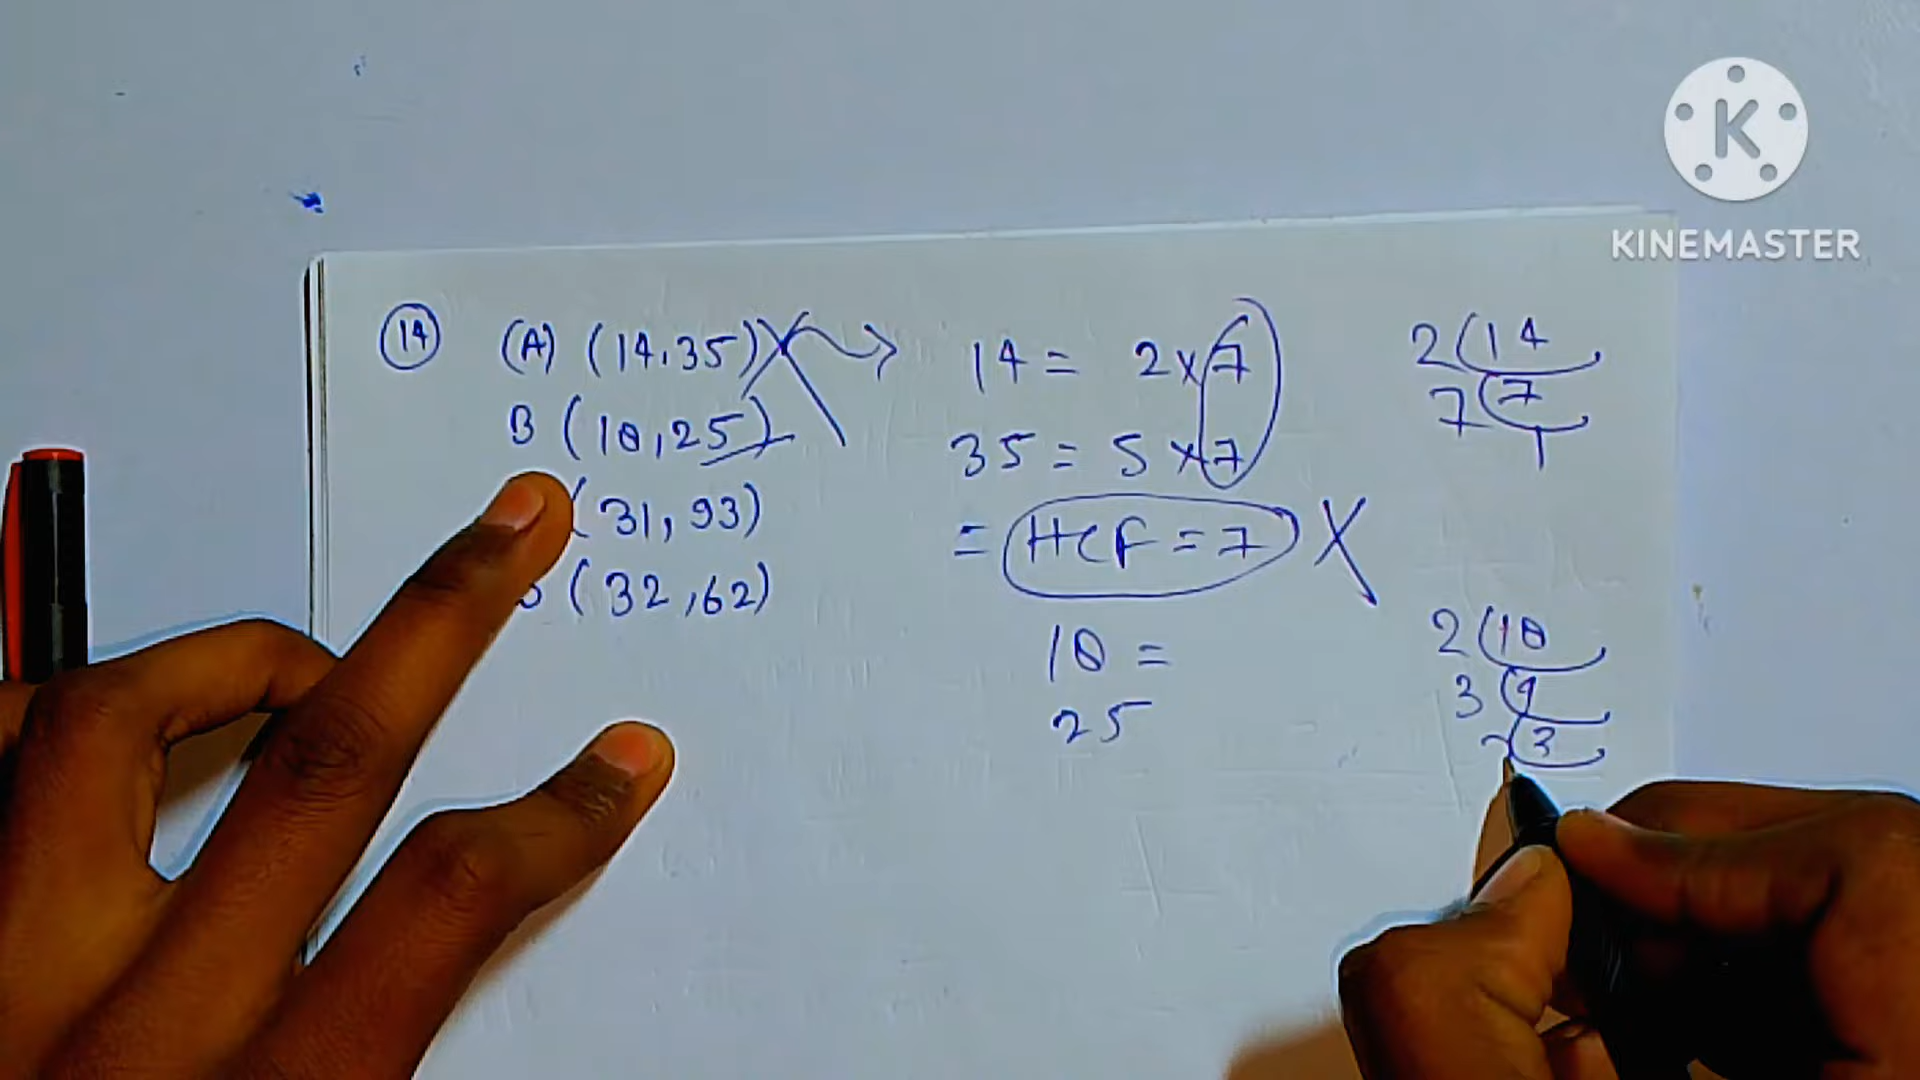 KINEMASTER
14 (A) (14,35) 14 = 2 x 7
B (18,25) 35 = 5 x 7
(31, 93) = HCF = 7 X
(32, 62)
18 =
25
2 14
7 7
1
2 18
3 9
3